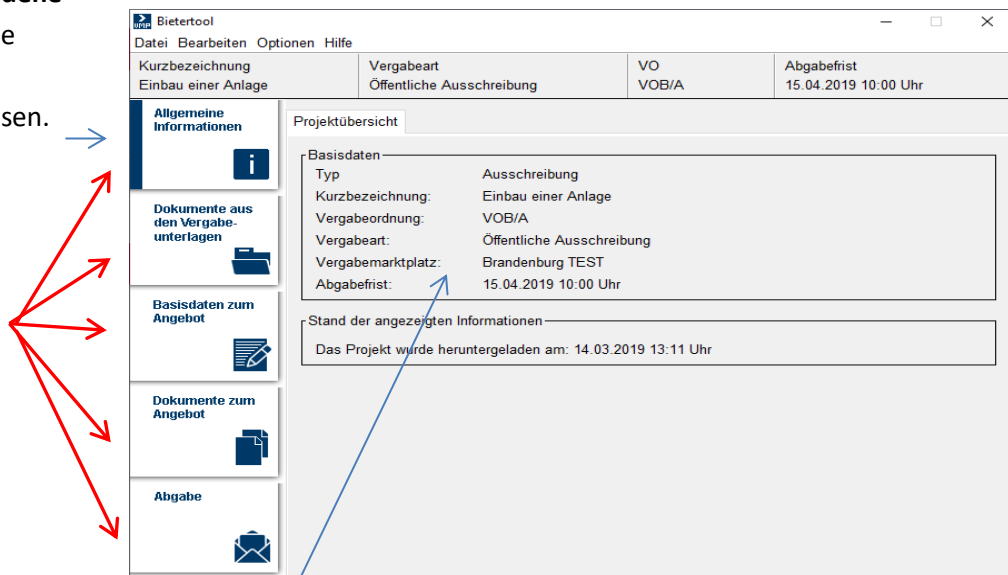 Bietertool
Datei Bearbeiten Optionen Hilfe
Kurzbezeichnung Vergabeart VO Abgabefrist
Einbau einer Anlage Öffentliche Ausschreibung VOB/A 15.04.2019 10:00 Uhr
e
sen.
Allgemeine
Informationen
i
Dokumente aus
den Vergabe-
unterlagen
Basisdaten zum
Angebot
Dokumente zum
Angebot
Abgabe
Projektübersicht
Basisdaten
Typ Ausschreibung
Kurzbezeichnung: Einbau einer Anlage
Vergabeordnung: VOB/A
Vergabeart: Öffentliche Ausschreibung
Vergabemarktplatz: Brandenburg TEST
Abgabefrist: 15.04.2019 10:00 Uhr
Stand der angezeigten Informationen
Das Projekt wurde heruntergeladen am: 14.03.2019 13:11 Uhr